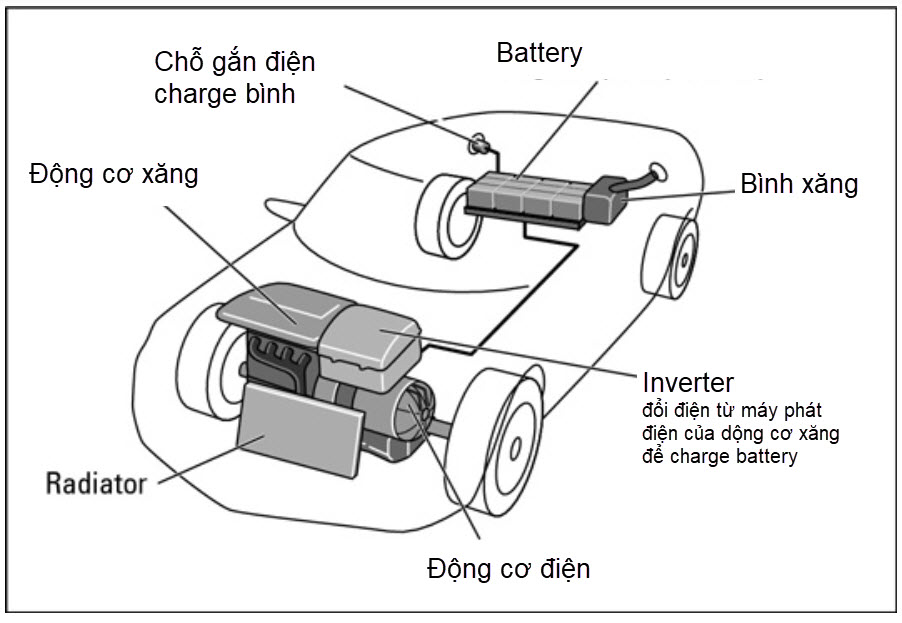 Chỗ gắn điện
charge bình
Battery
Động cơ xăng
Bình xăng
Inverter
đổi điện từ máy phát
điện của dộng cơ xăng
để charge battery
Radiator
Động cơ điện